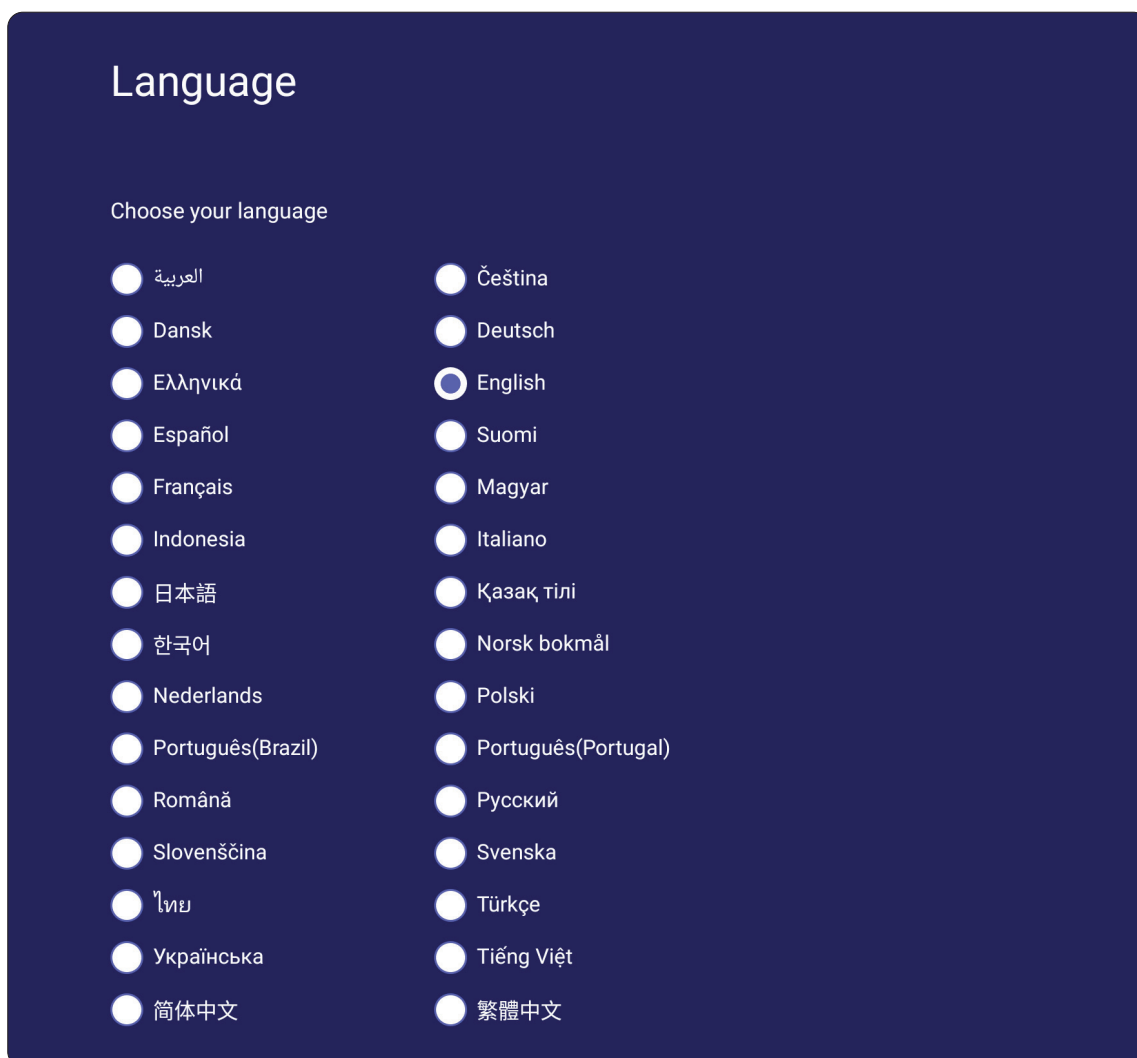 Language
Choose your language
العربية
Čeština
Dansk
Deutsch
Ελληνικά
English
Español
Suomi
Français
Magyar
Indonesia
Italiano
日本語
Қазақ тілі
한국어
Norsk bokmål
Nederlands
Polski
Português(Brazil)
Português(Portugal)
Română
Русский
Slovenščina
Svenska
ไทย
Türkçe
Українська
Tiếng Việt
简体中文
繁體中文